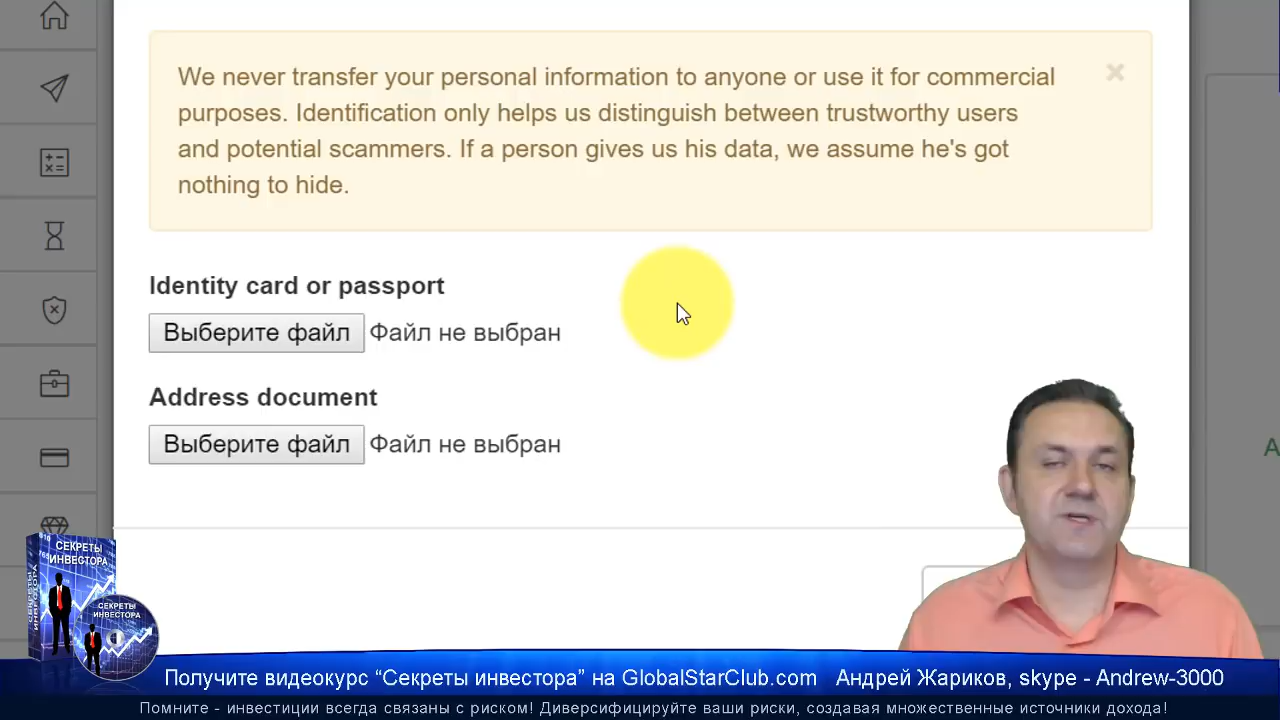 We never transfer your personal information to anyone or use it for commercial
purposes. Identification only helps us distinguish between trustworthy users
and potential scammers. If a person gives us his data, we assume he's got
nothing to hide.
×
Identity card or passport
Выберите файл Файл не выбран
Address document
Выберите файл Файл не выбран
A
СЕКРЕТЫ
ИНВЕСТОРА
СЕКРЕТЫ
ИНВЕСТОРА
Получите видеокурс “Секреты инвестора” на GlobalStarClub.com Андрей Жариков, skype - Andrew-3000
Помните - инвестиции всегда связаны с риском! Диверсифицируйте ваши риски, создавая множественные источники дохода!